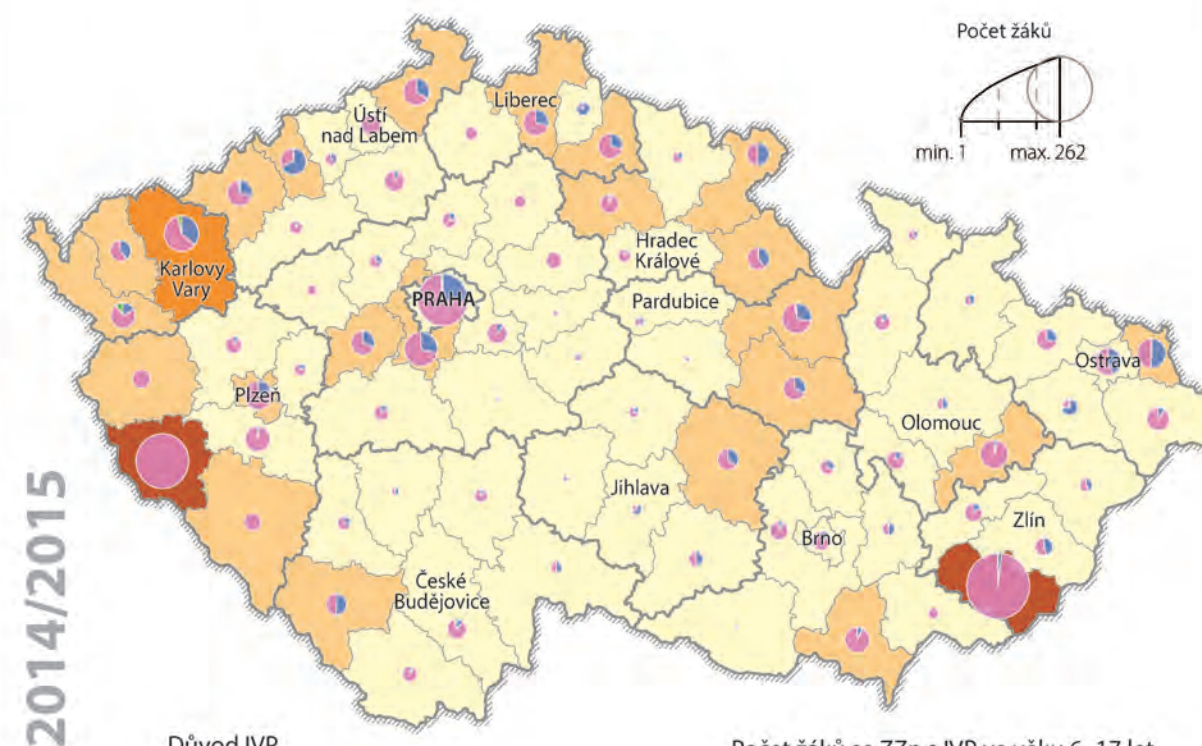 Počet žáků
min. 1
max. 262
Liberec
Ústí
nad Labem
Karlovy
Vary
Hradec
Králové
PRAHA
Pardubice
Plzeň
Ostrava
Olomouc
Jihlava
Zlín
Brno
České
Budějovice
2014/2015